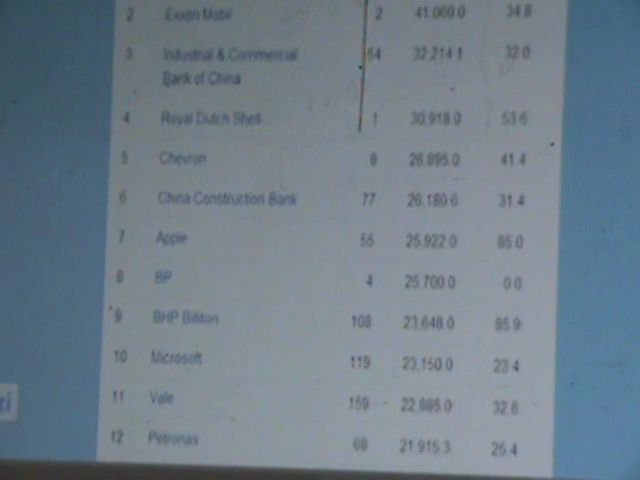 2 Exxon Mobil 2 41.060.0 34.8
3 Industrial & Commercial 54 32.214.1 32.0
Bank of China
4 Royal Dutch Shell 1 30.918.0 53.6
5 Chevron 8 26.895.0 41.4
6 China Construction Bank 77 26.180.6 31.4
7 Apple 55 25,922.0 85.0
8 BP 4 25,700.0 0.0
9 BHP Billiton 108 23,648.0 85.9
10 Microsoft 119 23,150.0 23.4
11 Vale 159 22,885.0 32.6
12 Petronas 68 21,915.3 25.4